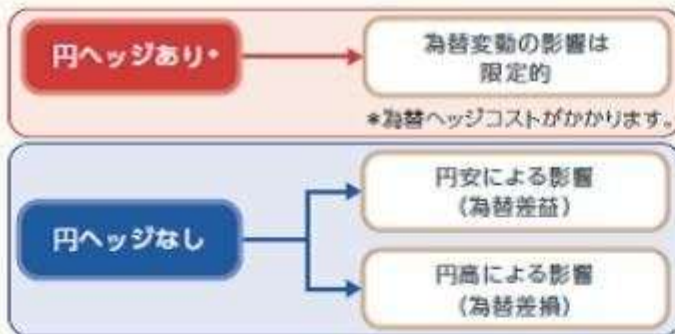 円ヘッジあり*
為替変動の影響は
限定的
*為替ヘッジコストがかかります。
円ヘッジなし
円安による影響
(為替差益)
円高による影響
(為替差損)